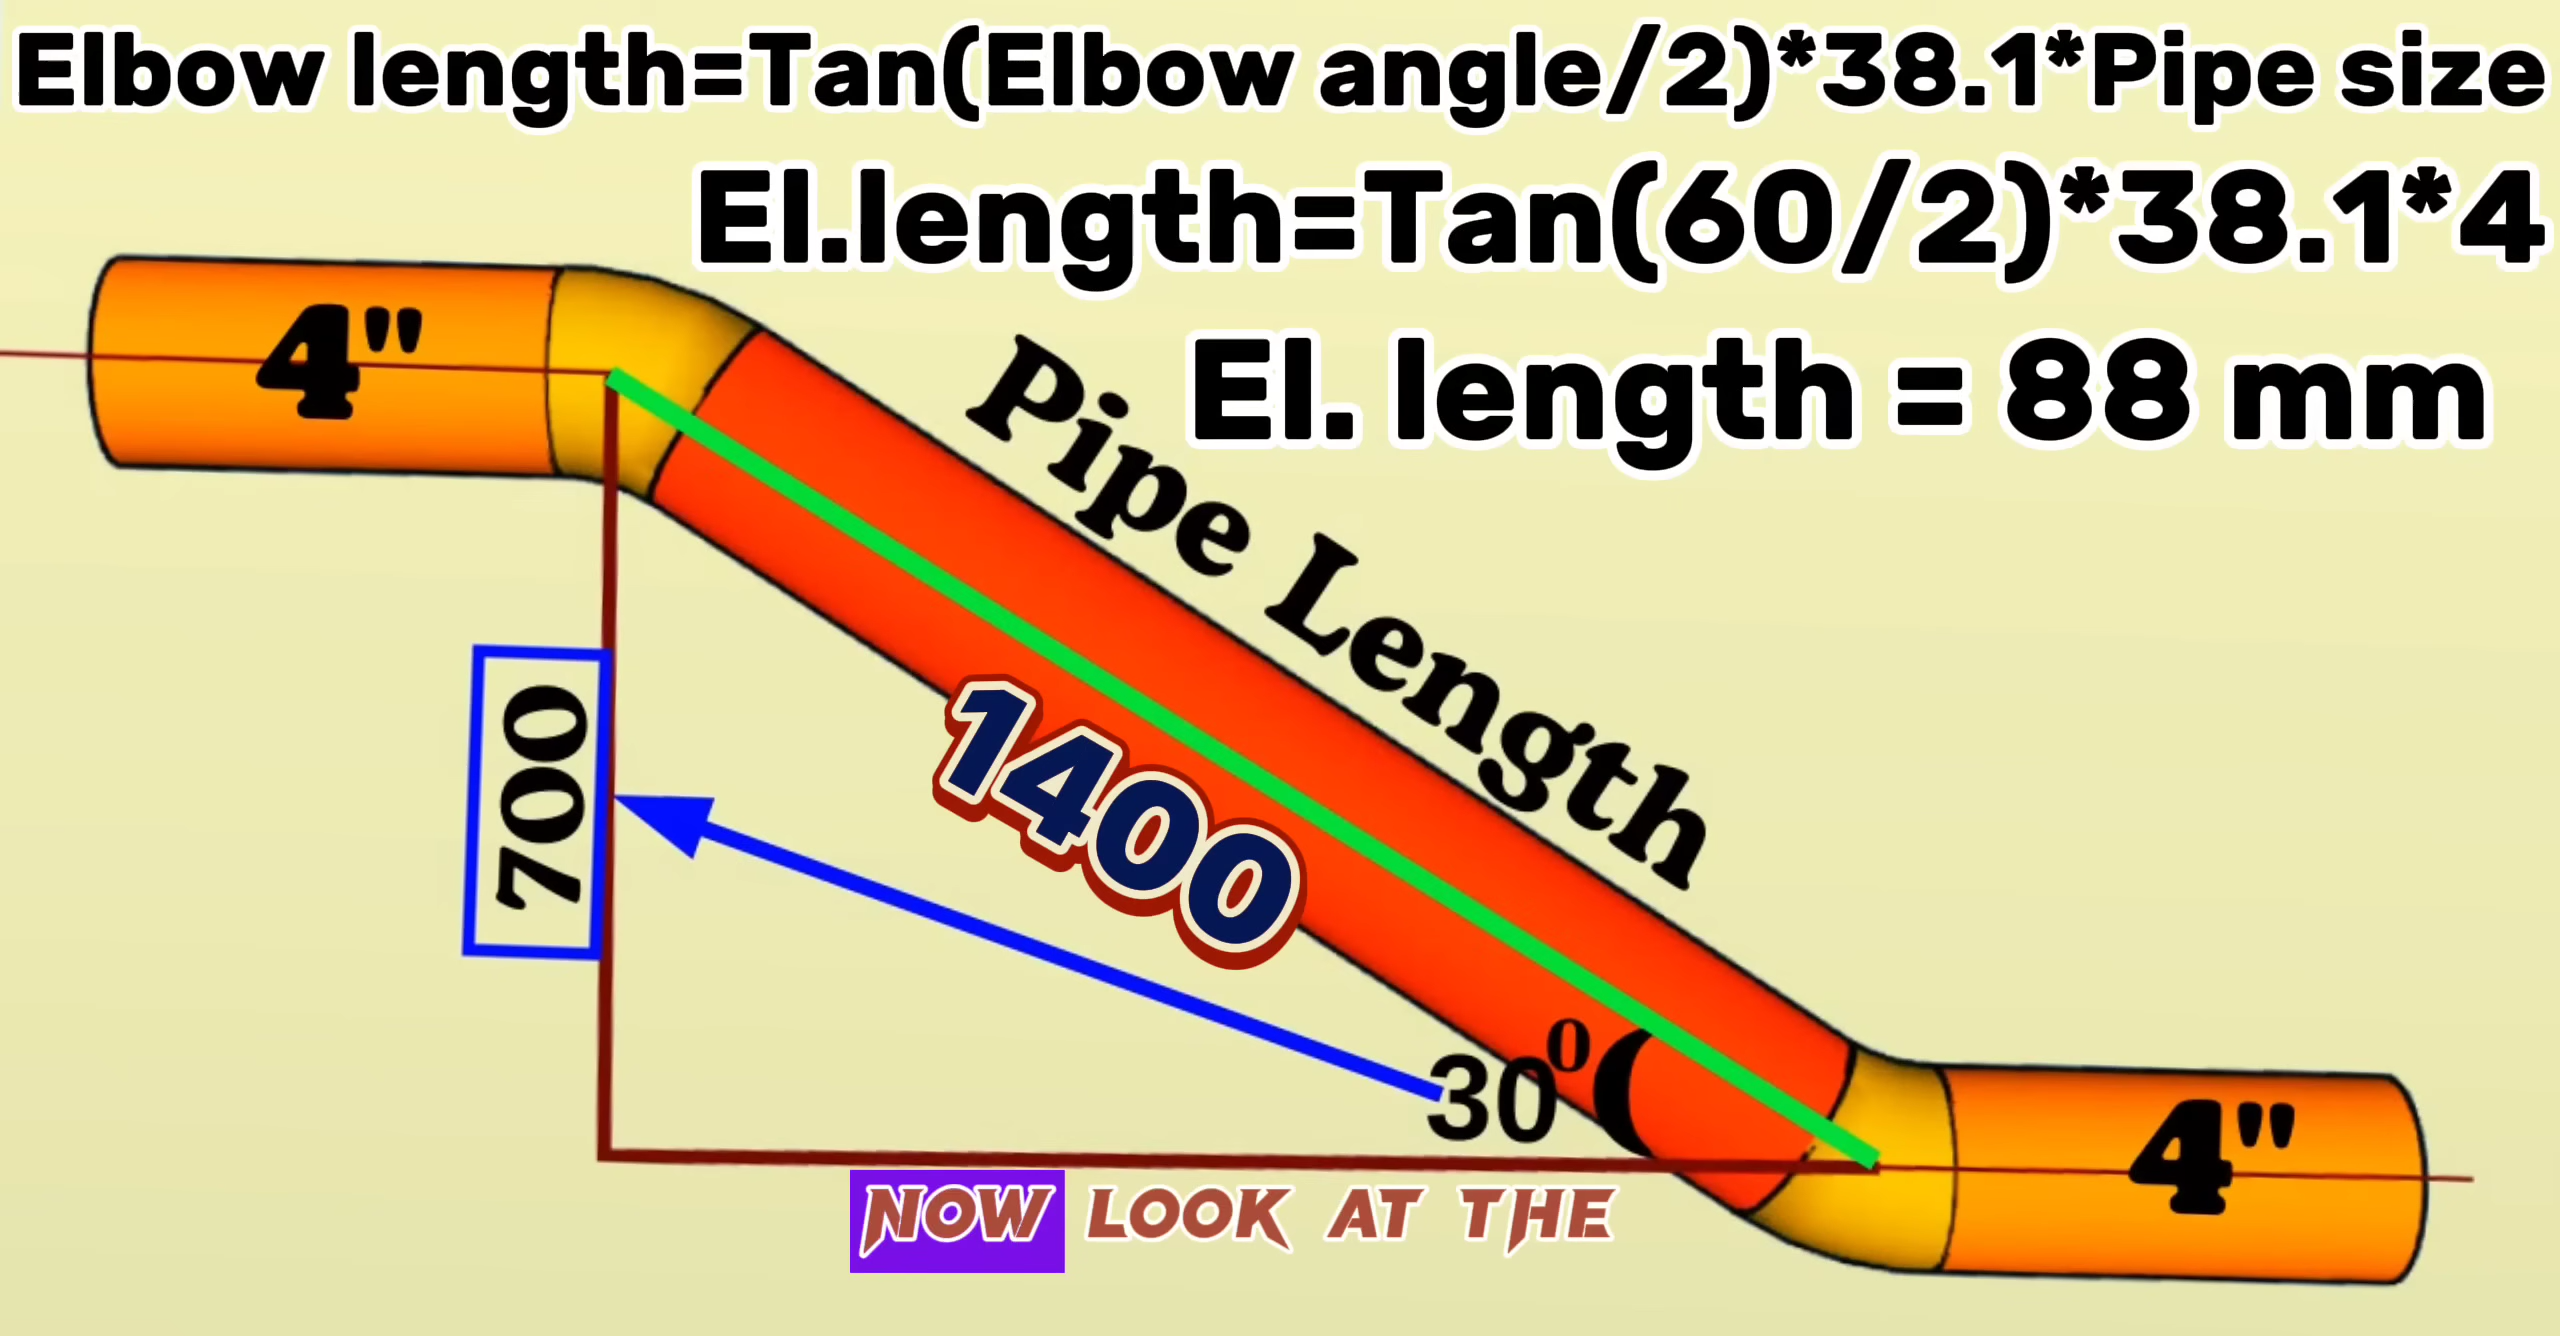 Elbow length=Tan(Elbow angle/2)*38.1*Pipe size
El.length=Tan(60/2)*38.1*4
El. length = 88 mm
4"
Pipe Length
700
1400
30°
4"
NOW LOOK AT THE